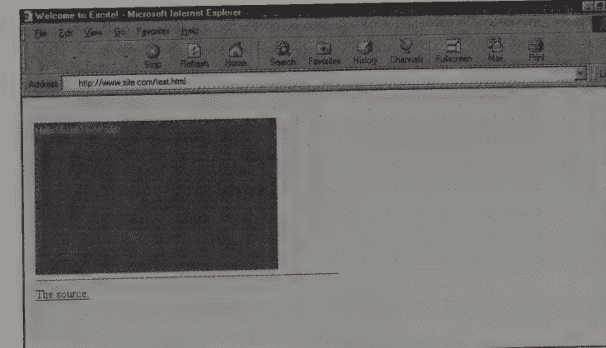 Welcome to Excite! - Microsoft Internet Explorer
File Edit View Go Favorites Help
Stop Refresh Home Search Favorites History Channels Fullscreen Mail Print
Address http://www.site.com/test.html
The source.